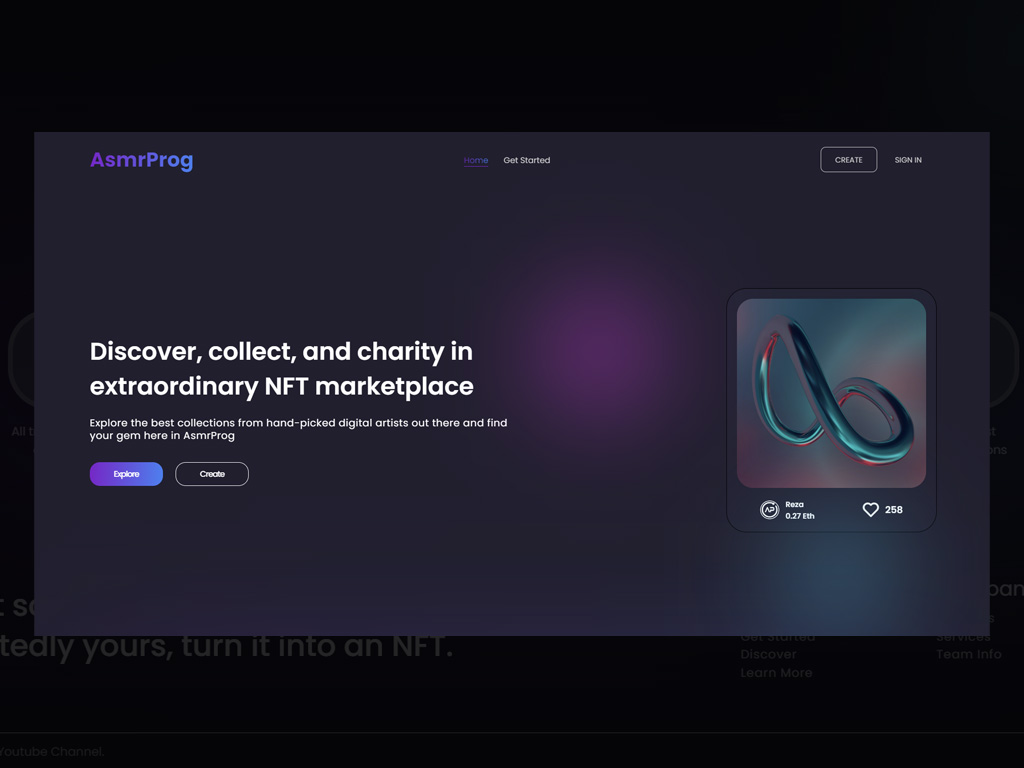 AsmrProg
Home
Get Started
CREATE
SIGN IN
Discover, collect, and charity in
extraordinary NFT marketplace
Explore the best collections from hand-picked digital artists out there and find
your gem here in AsmrProg
Explore
Create
AP
Reza
0.27 Eth
258
All
tedly yours, turn it into an NFT.
Get Started
Discover
Learn More
Services
Team Info
Youtube Channel.